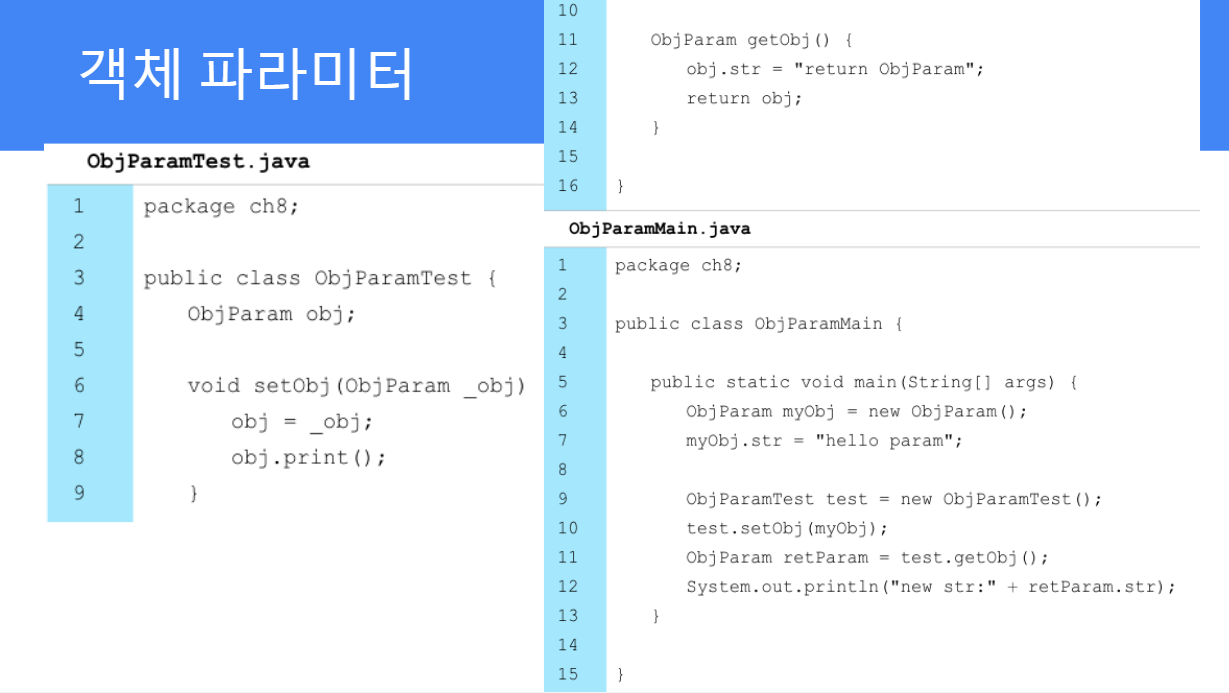 객체 파라미터
ObjParamTest.java
1 package ch8;
2
3 public class ObjParamTest {
4 ObjParam obj;
5
6 void setObj(ObjParam _obj)
7 obj = _obj;
8 obj.print();
9 }
10
11 ObjParam getObj() {
12 obj.str = "return ObjParam";
13 return obj;
14 }
15
16 }
ObjParamMain.java
1 package ch8;
2
3 public class ObjParamMain {
4
5 public static void main(String[] args) {
6 ObjParam myObj = new ObjParam();
7 myObj.str = "hello param";
8
9 ObjParamTest test = new ObjParamTest();
10 test.setObj(myObj);
11 ObjParam retParam = test.getObj();
12 System.out.println("new str:" + retParam.str);
13 }
14
15 }